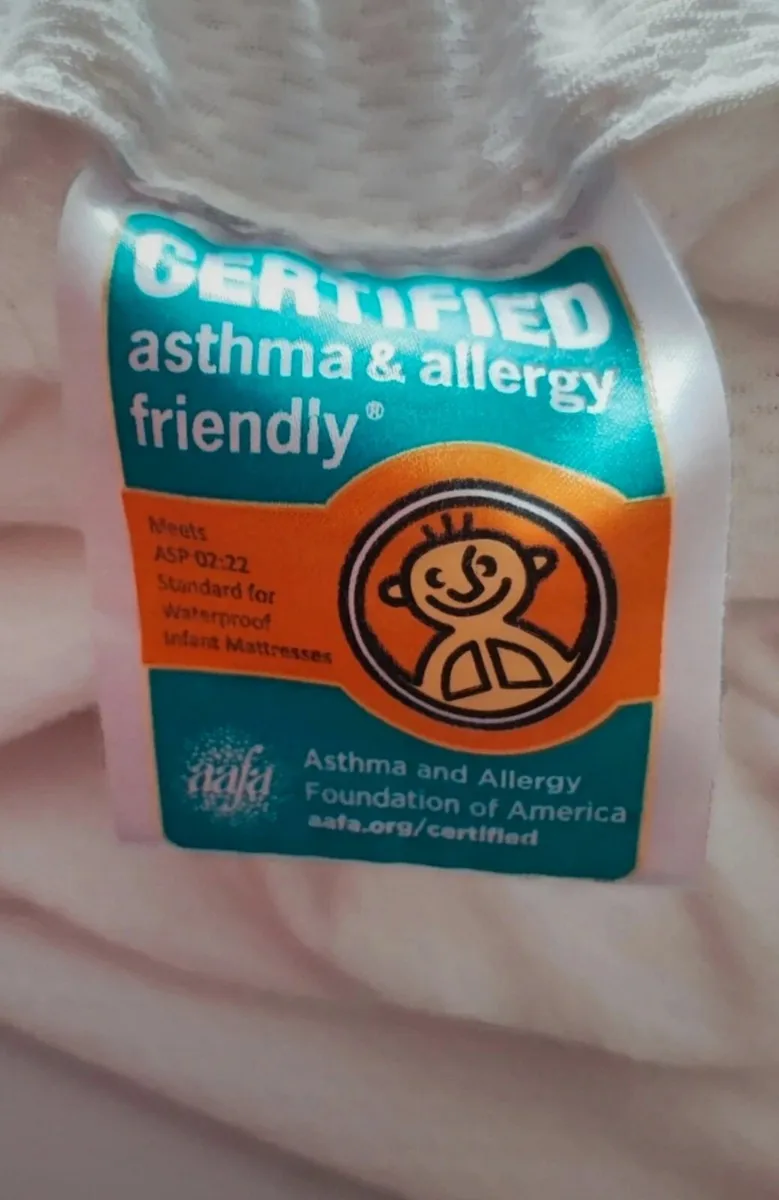 CERTIFIED
asthma & allergy
friendly®
Meets
ASP 02:22
Standard for
Waterproof
Infant Mattresses
aafa
Asthma and Allergy
Foundation of America
aafa.org/certified